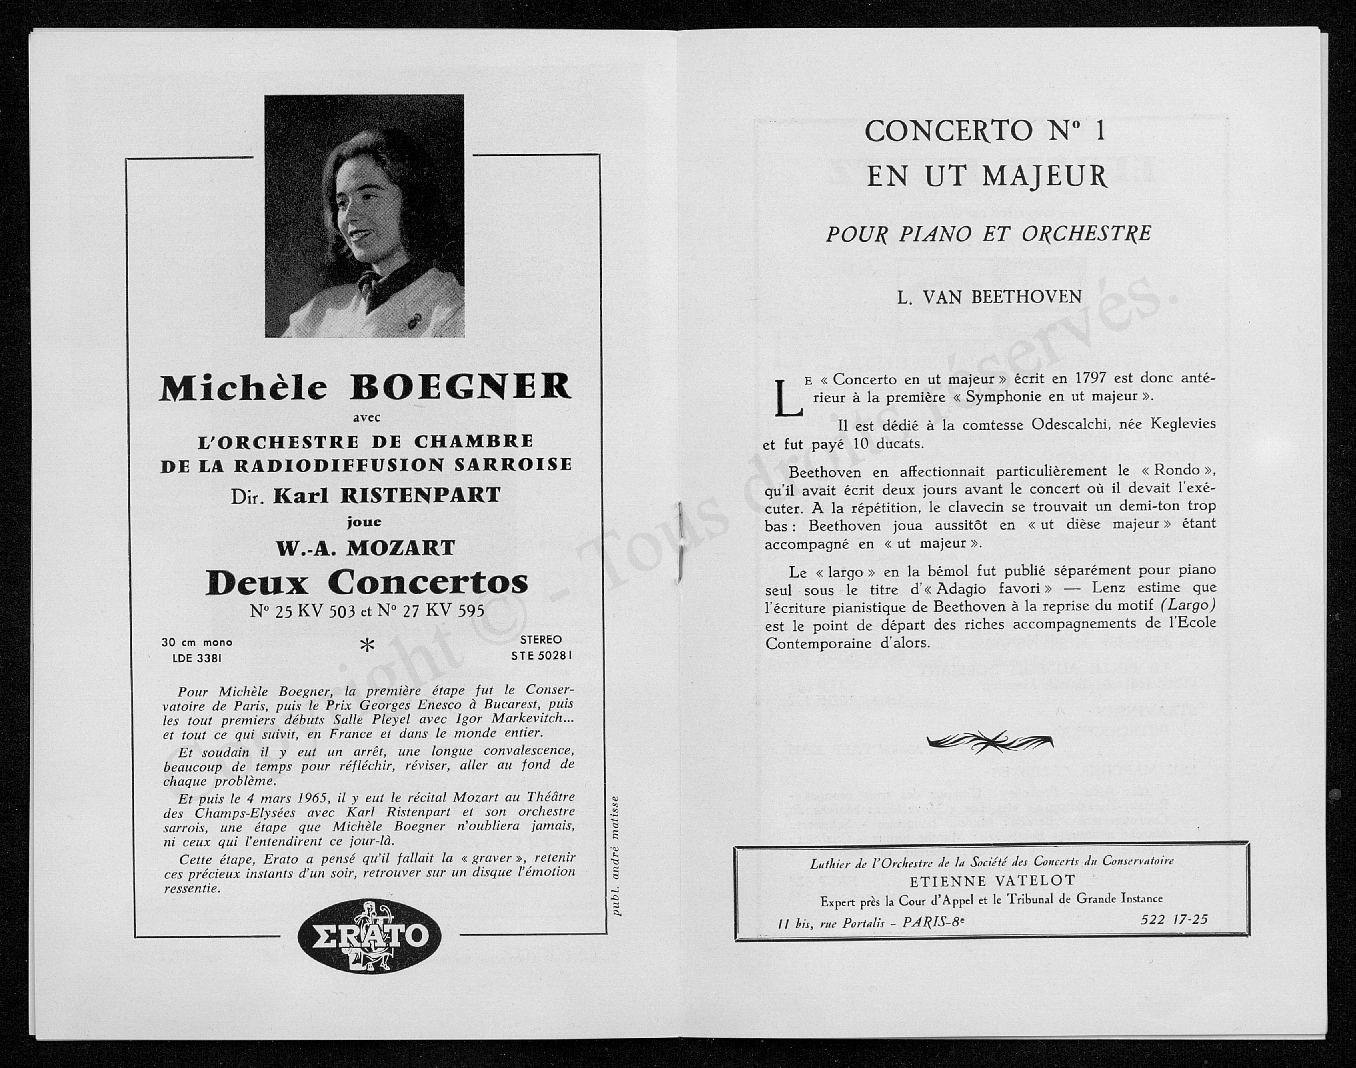 Michèle BOEGNER
avec
L'ORCHESTRE DE CHAMBRE
DE LA RADIODIFFUSION SARROISE
Dir. Karl RISTENPART
joue
W.-A. MOZART
Deux Concertos
Nº 25 KV 503 et Nº 27 KV 595
30 cm mono
LDE 3381
*
STEREO
STE 50281
Pour Michèle Boegner, la première étape fut le Conser-
vatoire de Paris, puis le Prix Georges Enesco à Bucarest, puis
les tout premiers débuts Salle Pleyel avec Igor Markevitch...
et tout ce qui suivit, en France et dans le monde entier.
Et soudain il y eut un arrêt, une longue convalescence,
beaucoup de temps pour réfléchir, réviser, aller au fond de
chaque problème.
Et puis le 4 mars 1965, il y eut le récital Mozart au Théâtre
des Champs-Elysées avec Karl Ristenpart et son orchestre
sarrois, une étape que Michèle Boegner n'oubliera jamais,
ni ceux qui l'entendirent ce jour-là.
Cette étape, Erato a pensé qu'il fallait la « graver », retenir
ces précieux instants d'un soir, retrouver sur un disque l'émotion
ressentie.
publ. andré matisse
ΣRATO
CONCERTO Nº 1
EN UT MAJEUR
POUR PIANO ET ORCHESTRE
L. VAN BEETHOVEN
LE « Concerto en ut majeur » écrit en 1797 est donc anté-
rieur à la première « Symphonie en ut majeur ».
Il est dédié à la comtesse Odescalchi, née Keglevies
et fut payé 10 ducats.
Beethoven en affectionnait particulièrement le « Rondo »,
qu'il avait écrit deux jours avant le concert où il devait l'exé-
cuter. A la répétition, le clavecin se trouvait un demi-ton trop
bas : Beethoven joua aussitôt en « ut dièse majeur » étant
accompagné en « ut majeur ».
Le « largo » en la bémol fut publié séparément pour piano
seul sous le titre d'« Adagio favori » — Lenz estime que
l'écriture pianistique de Beethoven à la reprise du motif (Largo)
est le point de départ des riches accompagnements de l'Ecole
Contemporaine d'alors.
Luthier de l'Orchestre de la Société des Concerts du Conservatoire
ETIENNE VATELOT
Expert près la Cour d'Appel et le Tribunal de Grande Instance
11 bis, rue Portalis - PARIS-8e
522 17-25
Copyright © - Tous droits réservés.